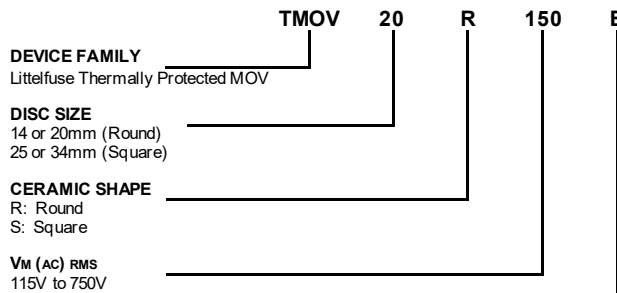 TMOV 20 R 150
DEVICE FAMILY
Littelfuse Thermally Protected MOV
DISC SIZE
14 or 20mm (Round)
25 or 34mm (Square)
CERAMIC SHAPE
R: Round
S: Square
VM (AC) RMS
115V to 750V